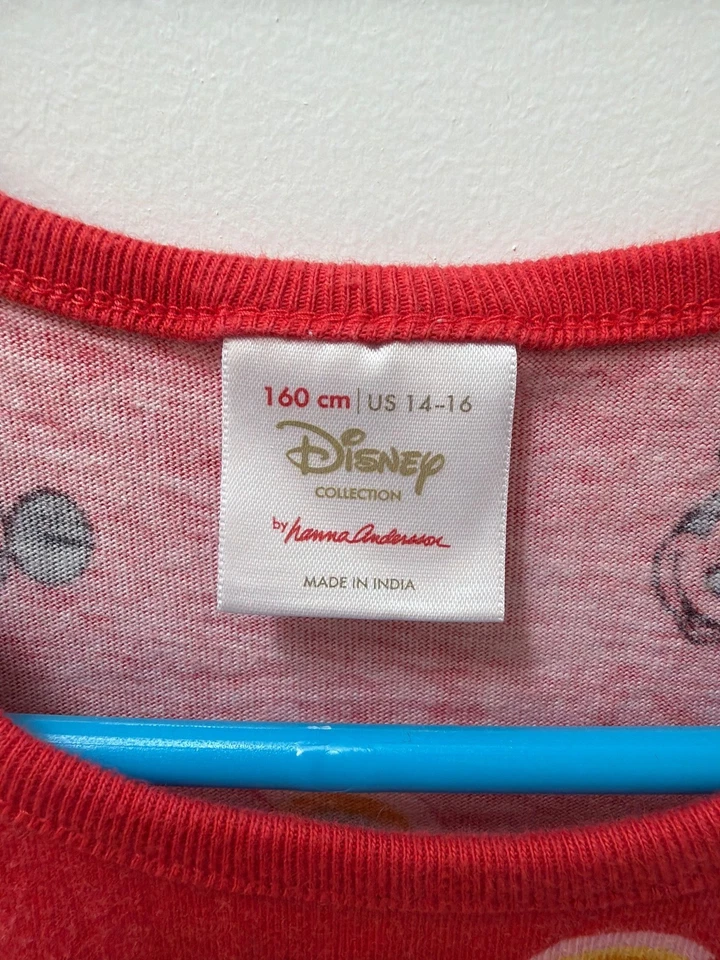 160 cm | US 14-16
Disney
COLLECTION
by hanna andersson
MADE IN INDIA